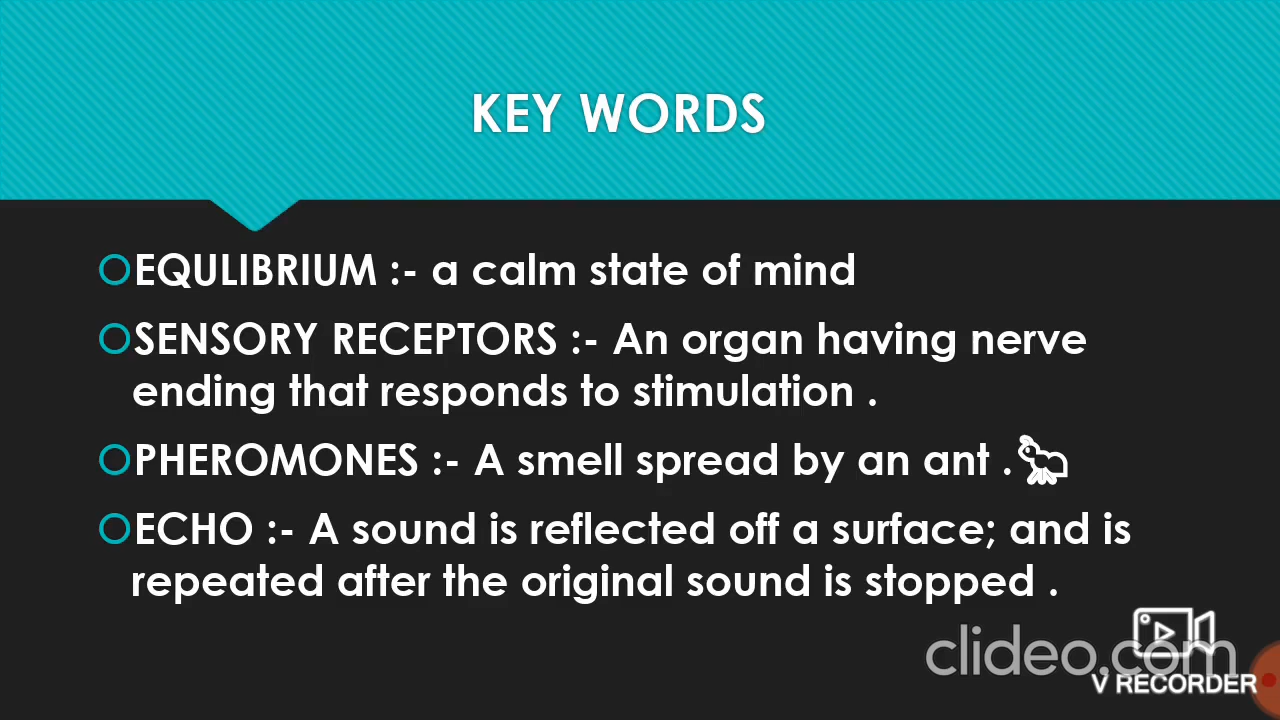 KEY WORDS
EQULIBRIUM :- a calm state of mind
SENSORY RECEPTORS :- An organ having nerve
ending that responds to stimulation .
PHEROMONES :- A smell spread by an ant .🐜
ECHO :- A sound is reflected off a surface; and is
repeated after the original sound is stopped .
clideo.com
V RECORDER